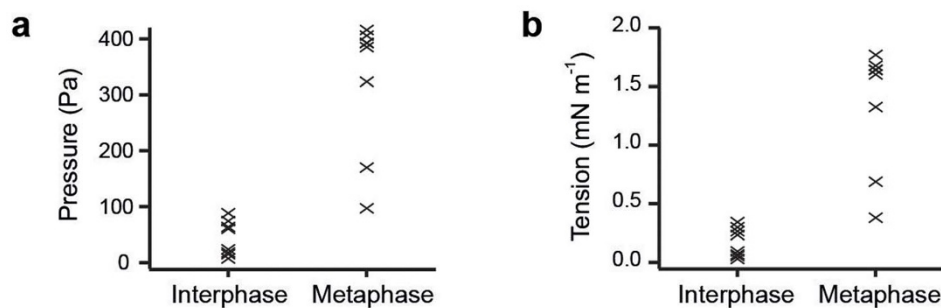 a
Pressure (Pa)
400
300
200
100
0
Interphase Metaphase
b
Tension (mN m⁻¹)
2.0
1.5
1.0
0.5
0.0
Interphase Metaphase